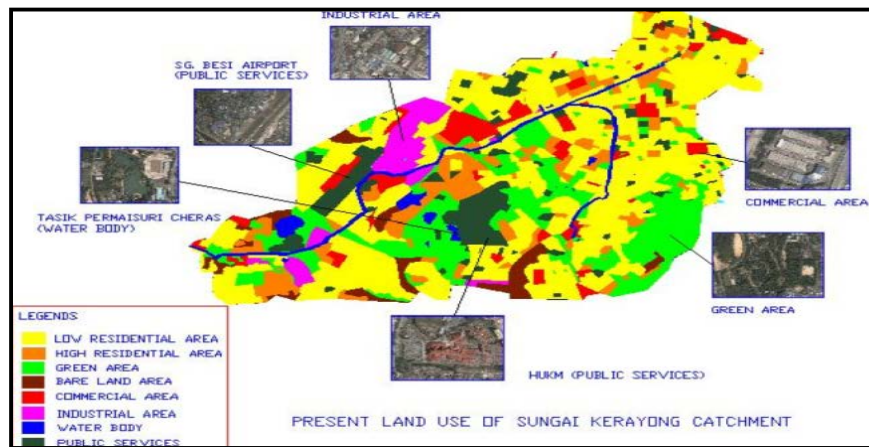 INDUSTRIAL AREA
SG. BESI AIRPORT
(PUBLIC SERVICES)
TASIK PERMAISURI CHERAS
(WATER BODY)
COMMERCIAL AREA
GREEN AREA
HUKM (PUBLIC SERVICES)
LEGENDS
LOW RESIDENTIAL AREA
HIGH RESIDENTIAL AREA
GREEN AREA
BARE LAND AREA
COMMERCIAL AREA
INDUSTRIAL AREA
WATER BODY
PUBLIC SERVICES
PRESENT LAND USE OF SUNGAI KERAYONG CATCHMENT